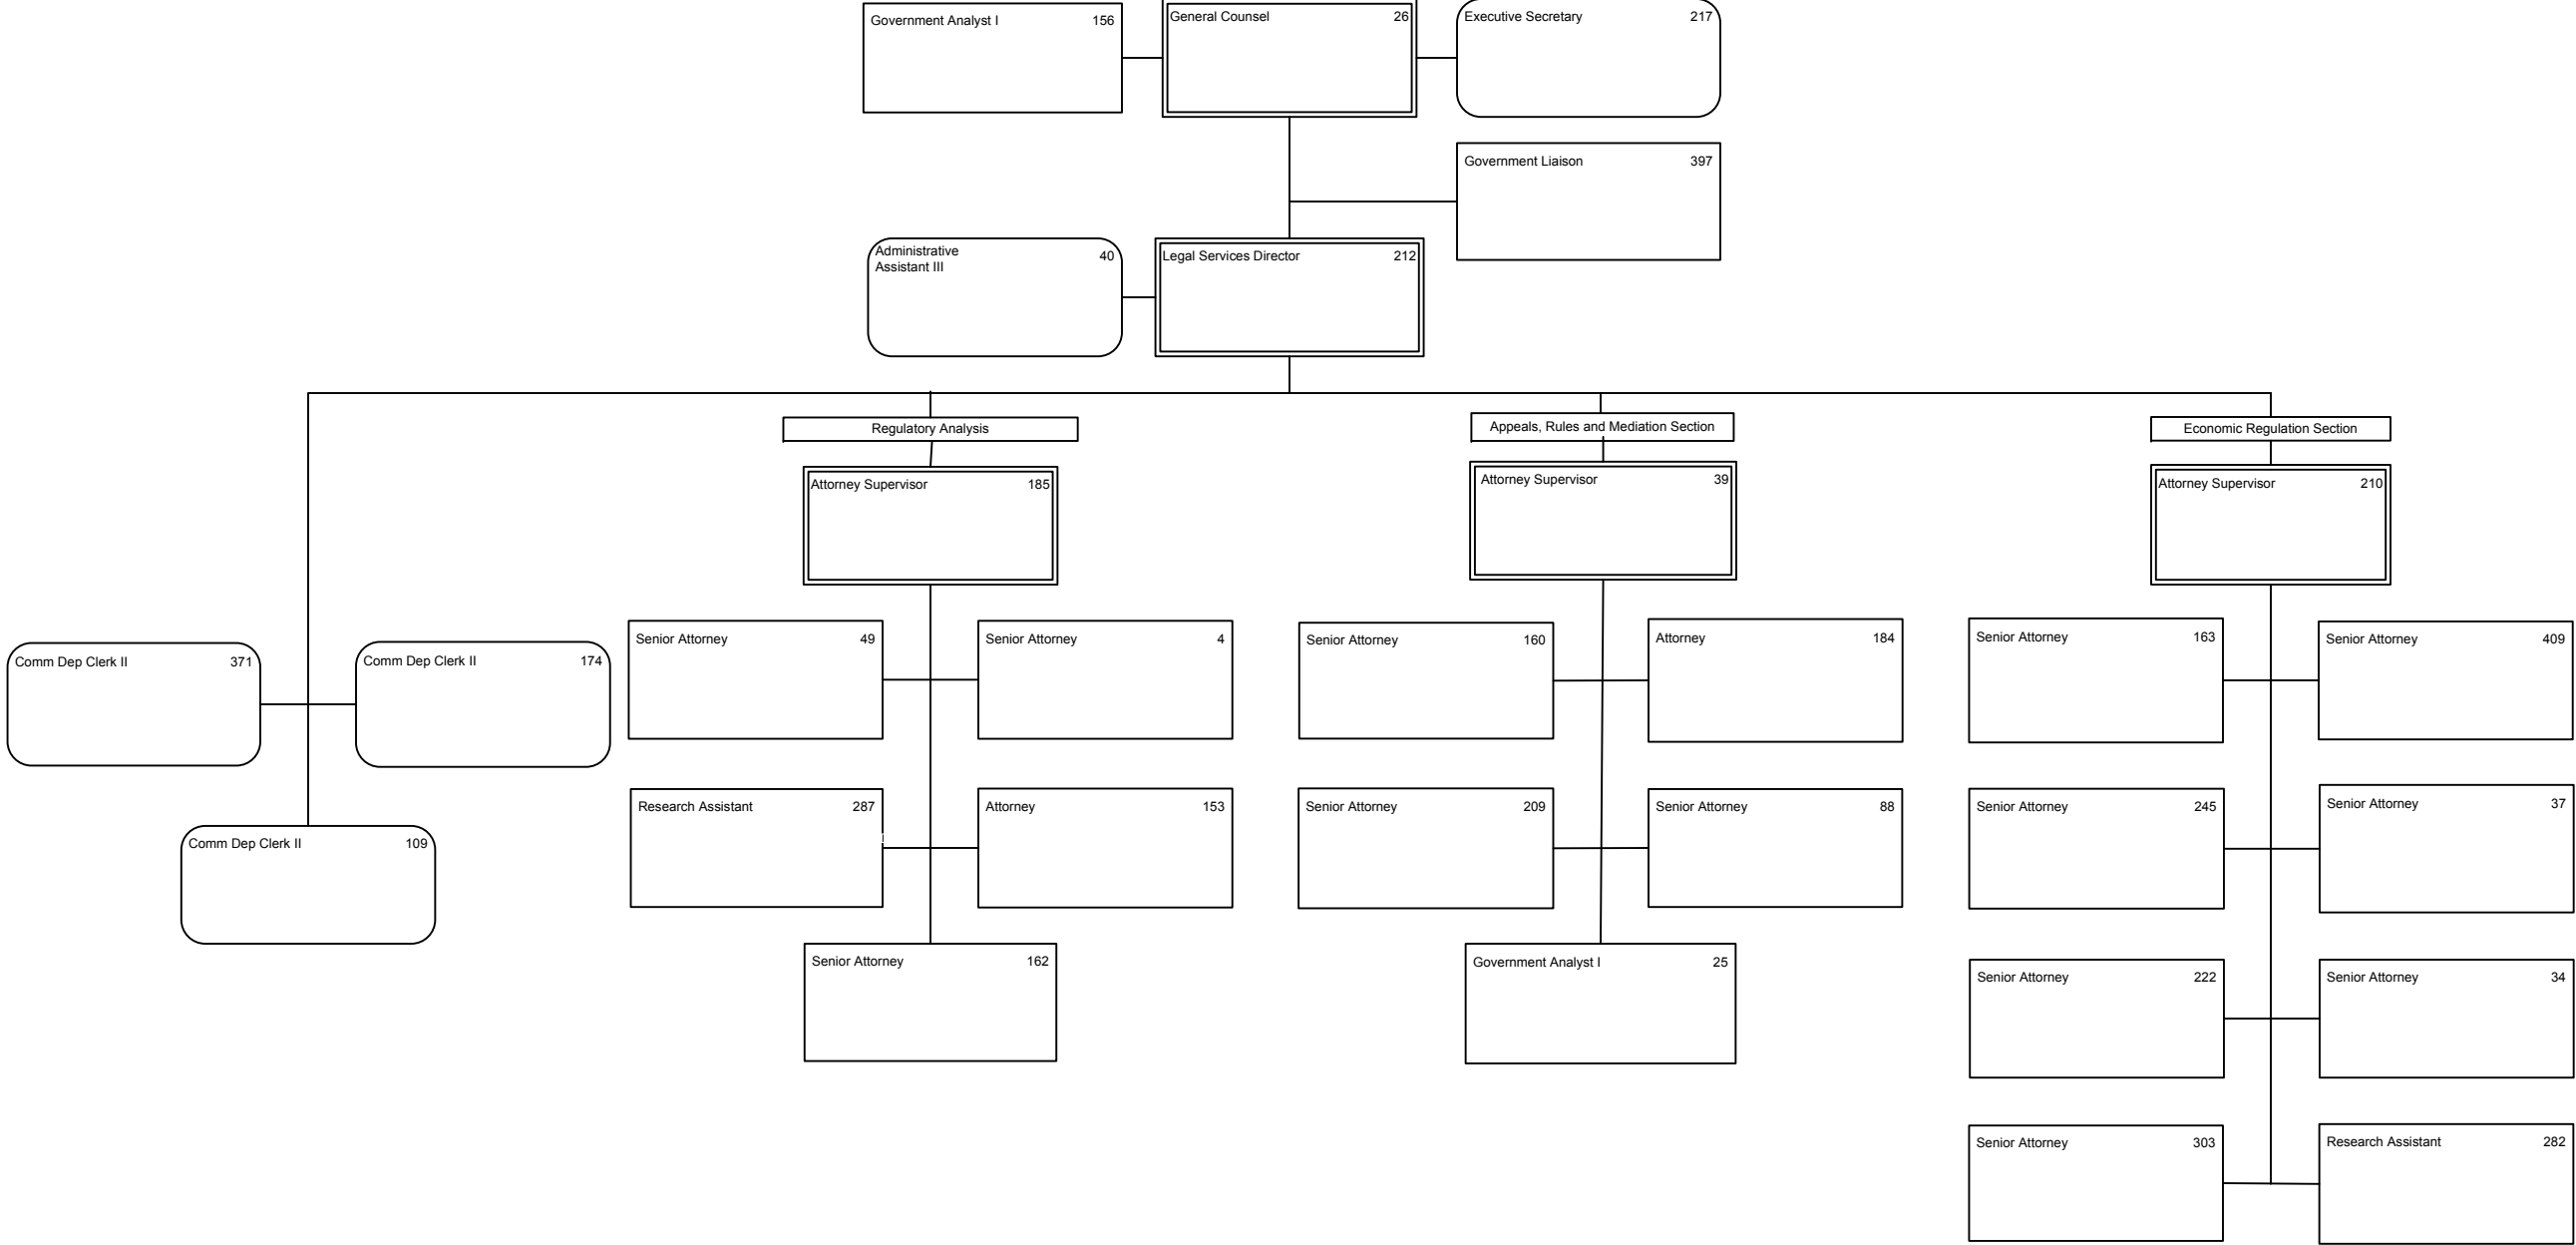 Government Analyst I 156
General Counsel 26
Executive Secretary 217
Government Liaison 397
Administrative
Assistant III
40
Legal Services Director 212
Regulatory Analysis
Appeals, Rules and Mediation Section
Economic Regulation Section
Attorney Supervisor 185
Attorney Supervisor 39
Attorney Supervisor 210
Comm Dep Clerk II 371
Comm Dep Clerk II 174
Comm Dep Clerk II 109
Senior Attorney 49
Senior Attorney 4
Research Assistant 287
Attorney 153
Senior Attorney 162
Senior Attorney 160
Attorney 184
Senior Attorney 209
Senior Attorney 88
Government Analyst I 25
Senior Attorney 163
Senior Attorney 409
Senior Attorney 245
Senior Attorney 37
Senior Attorney 222
Senior Attorney 34
Senior Attorney 303
Research Assistant 282